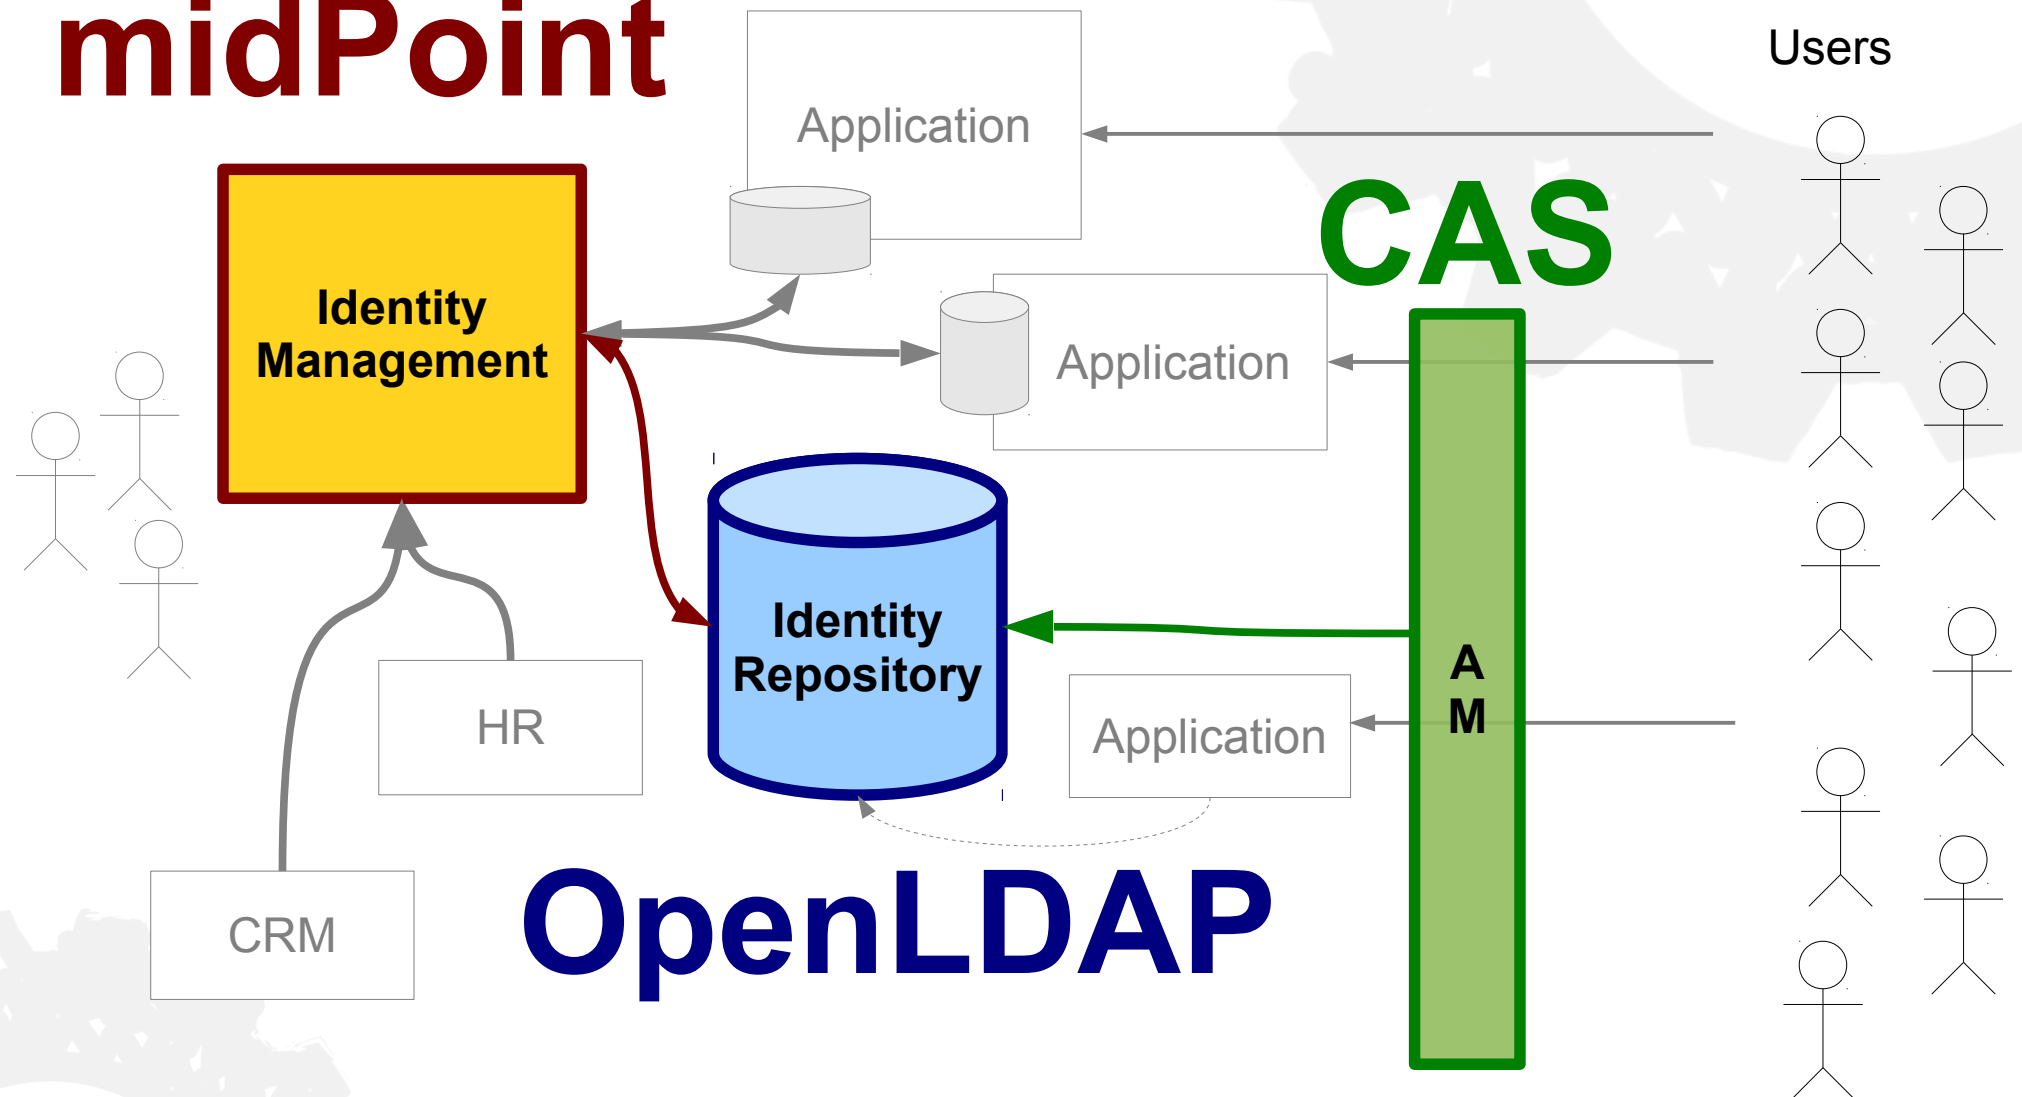 midPoint
Users
Application
CAS
Identity
Management
Application
Identity
Repository
A
M
HR
Application
CRM
OpenLDAP